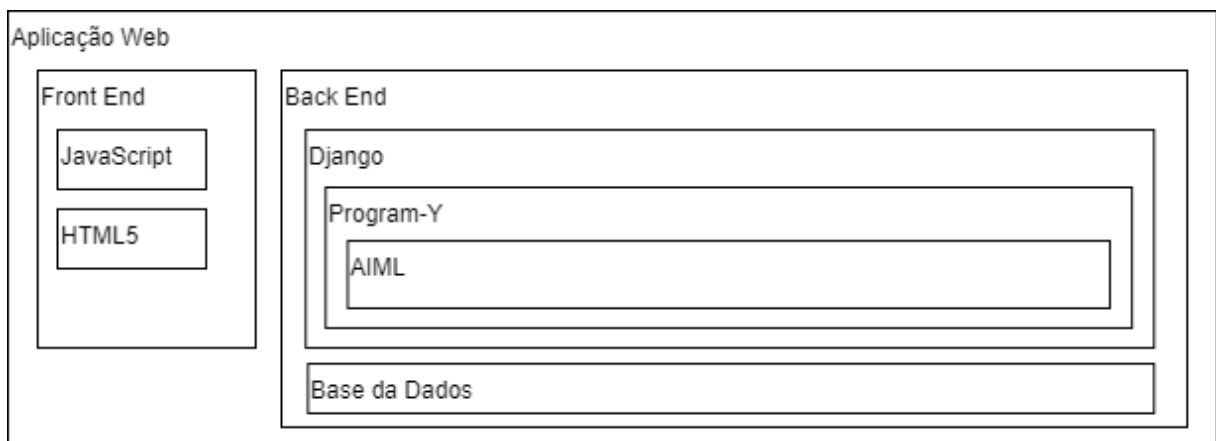 Aplicação Web
Front End
JavaScript
HTML5
Back End
Django
Program-Y
AIML
Base da Dados